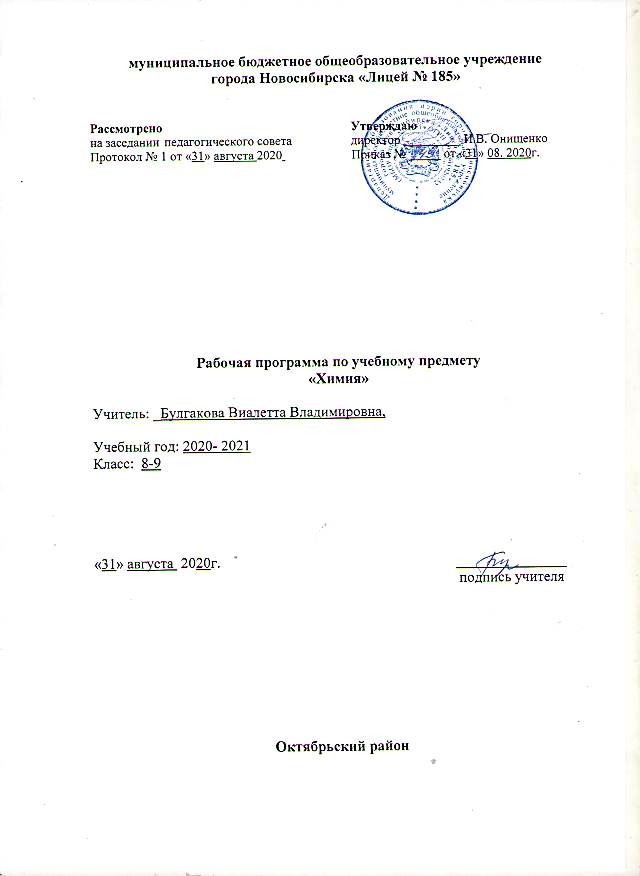 муниципальное бюджетное общеобразовательное учреждение
города Новосибирска «Лицей № 185»
Рассмотрено
на заседании педагогического совета
Протокол № 1 от «31» августа 2020
Утверждаю
директор И.В. Онищенко
Приказ № от «31» 08. 2020г.
Рабочая программа по учебному предмету
«Химия»
Учитель: Булгакова Виалетта Владимировна,
Учебный год: 2020- 2021
Класс: 8-9
«31» августа 2020г.
подпись учителя
Октябрьский район